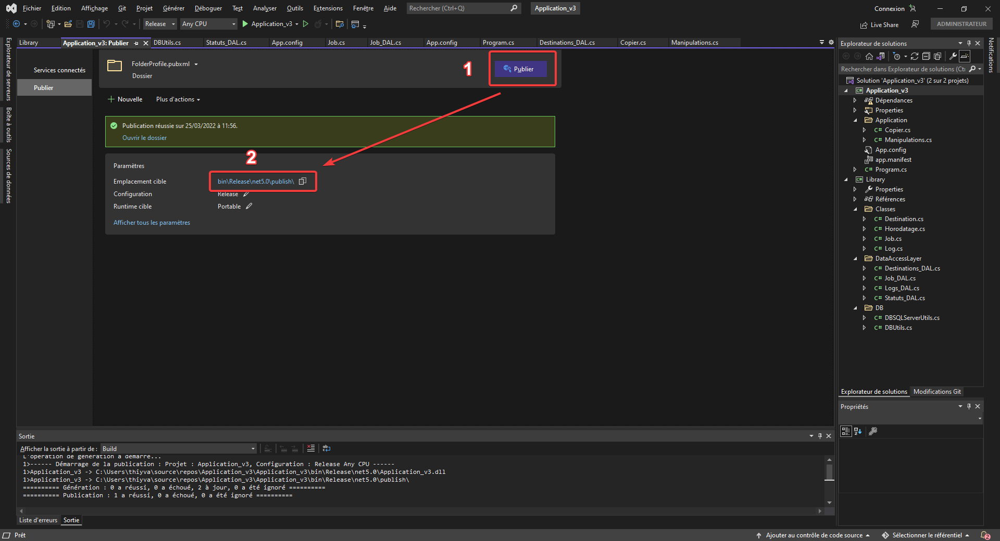 Fichier Edition Affichage Git Projet Générer Déboguer Test Analyser Outils Extensions Fenêtre Aide Rechercher (Ctrl+Q) Application_v3 Connexion
Release Any CPU Application_v3 Live Share ADMINISTRATEUR
Explorateur de serveurs
Boîte à outils
Sources de données
Library Application_v3: Publier DBUtils.cs Statuts_DAL.cs App.config Job.cs Job_DAL.cs App.config Program.cs Destinations_DAL.cs Copier.cs Manipulations.cs
Services connectés
Publier
FolderProfile.pubxml
Dossier
1
Publier
Nouvelle Plus d'actions
Publication réussie sur 25/03/2022 à 11:56.
Ouvrir le dossier
2
Paramètres
Emplacement cible bin\Release\net5.0\publish\
Configuration Release
Runtime cible Portable
Afficher tous les paramètres
Explorateur de solutions
Rechercher dans Explorateur de solutions (Ctr
Solution 'Application_v3' (2 sur 2 projets)
C# Application_v3
Dépendances
Properties
Application
C# Copier.cs
C# Manipulations.cs
App.config
app.manifest
C# Program.cs
C# Library
Properties
Références
Classes
C# Destination.cs
C# Horodatage.cs
C# Job.cs
C# Log.cs
DataAccessLayer
C# Destinations_DAL.cs
C# Job_DAL.cs
C# Logs_DAL.cs
C# Statuts_DAL.cs
DB
C# DBSQLServerUtils.cs
C# DBUtils.cs
Explorateur de solutions Modifications Git
Propriétés
Notifications
Sortie
Afficher la sortie à partir de : Build
L'opération de génération a démarré...
1>------ Démarrage de la publication : Projet : Application_v3, Configuration : Release Any CPU ------
1>Application_v3 -> C:\Users\thiyva\source\repos\Application_v3\Application_v3\bin\Release\net5.0\Application_v3.dll
1>Application_v3 -> C:\Users\thiyva\source\repos\Application_v3\Application_v3\bin\Release\net5.0\publish\
========== Génération : 0 a réussi, 0 a échoué, 2 à jour, 0 a été ignoré ==========
========== Publication : 1 a réussi, 0 a échoué, 0 a été ignoré ==========
Liste d'erreurs Sortie
Prêt Ajouter au contrôle de code source Sélectionner le référentiel 2